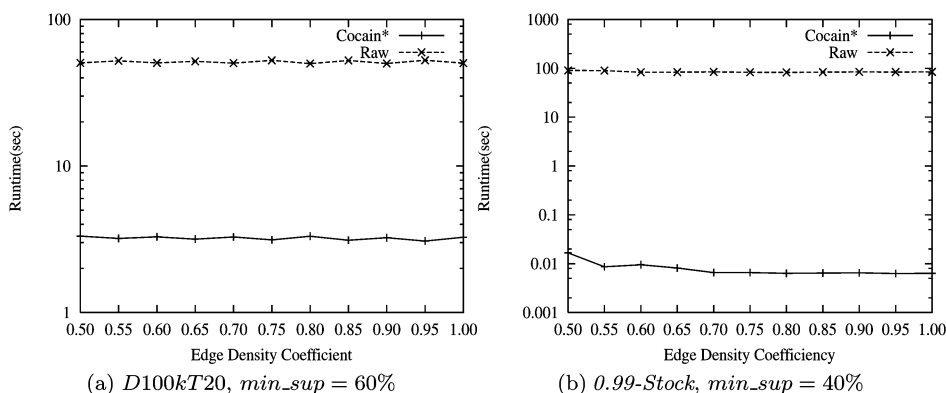 100
10
1
Runtime(sec)
Cocain*
Raw
0.50 0.55 0.60 0.65 0.70 0.75 0.80 0.85 0.90 0.95 1.00
Edge Density Coefficient
(a) D100kT20, min_sup = 60%
1000
100
10
1
0.1
0.01
0.001
Runtime(sec)
Cocain*
Raw
0.50 0.55 0.60 0.65 0.70 0.75 0.80 0.85 0.90 0.95 1.00
Edge Density Coefficiency
(b) 0.99-Stock, min_sup = 40%